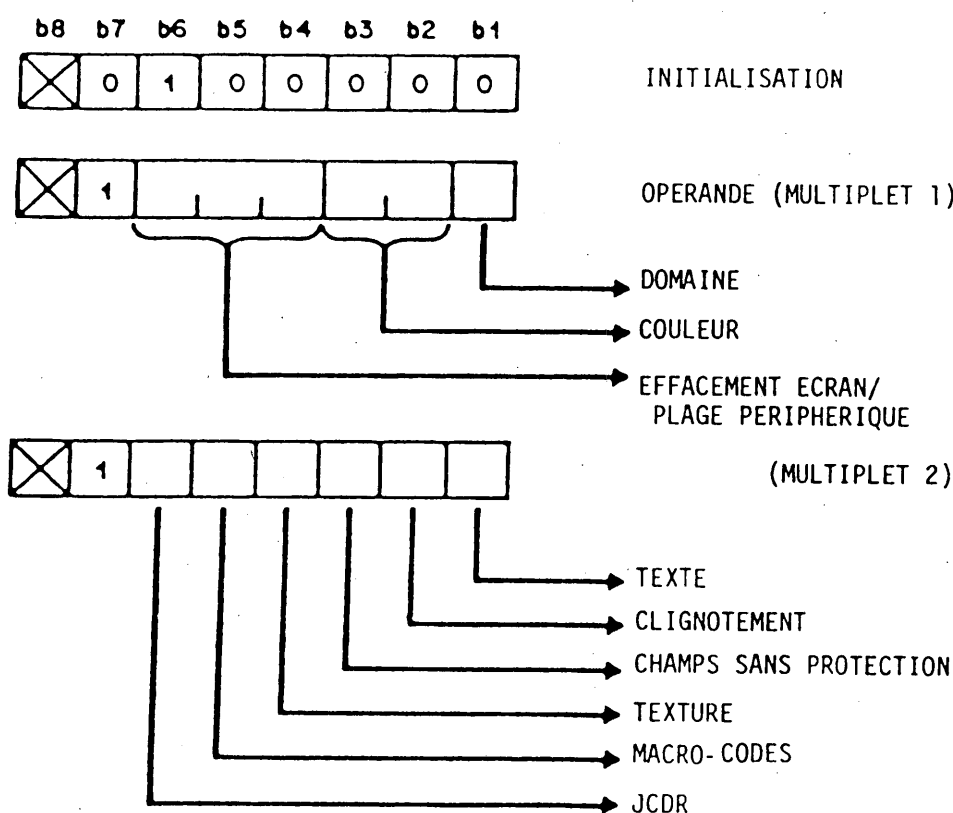 b8 b7 b6 b5 b4 b3 b2 b1
0 1 0 0 0 0 0 INITIALISATION
1 OPERANDE (MULTIPLET 1)
DOMAINE
COULEUR
EFFACEMENT ECRAN/
PLAGE PERIPHERIQUE
1 (MULTIPLET 2)
TEXTE
CLIGNOTEMENT
CHAMPS SANS PROTECTION
TEXTURE
MACRO-CODES
JCDR